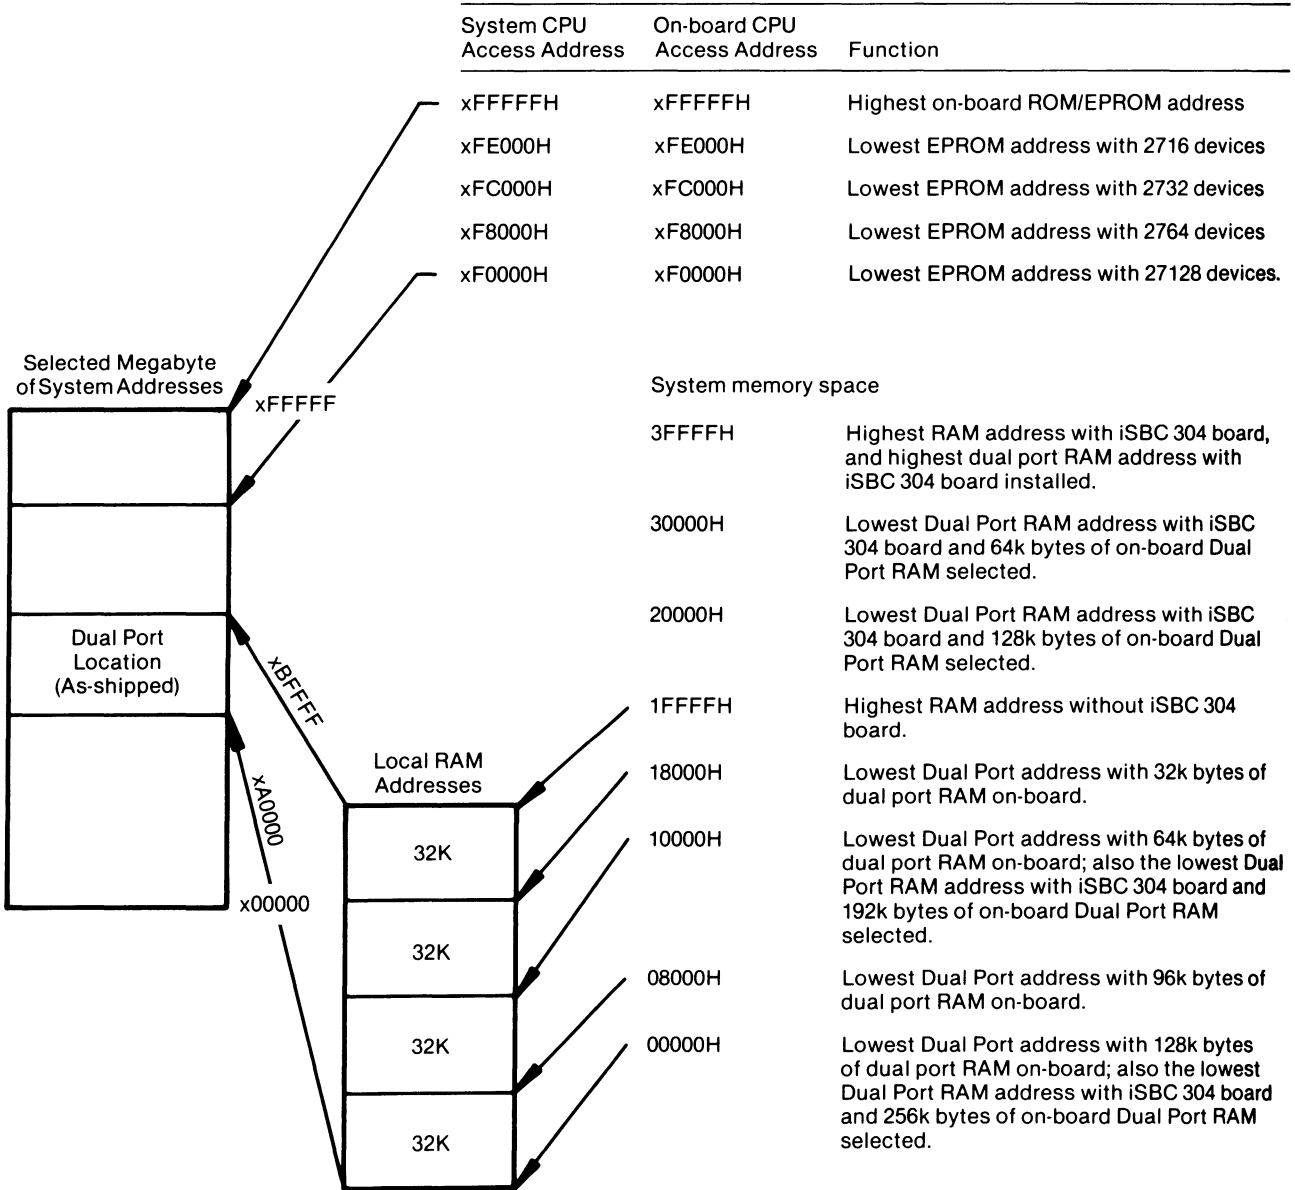 System CPU Access Address
On-board CPU Access Address
Function
xFFFFFH xFFFFFH Highest on-board ROM/EPROM address
xFE000H xFE000H Lowest EPROM address with 2716 devices
xFC000H xFC000H Lowest EPROM address with 2732 devices
xF8000H xF8000H Lowest EPROM address with 2764 devices
xF0000H xF0000H Lowest EPROM address with 27128 devices.
Selected Megabyte
of System Addresses
xFFFFF
Dual Port
Location
(As-shipped)
xBFFFF
xA0000
x00000
Local RAM
Addresses
32K
32K
32K
32K
System memory space
3FFFFH Highest RAM address with iSBC 304 board,
and highest dual port RAM address with
iSBC 304 board installed.
30000H Lowest Dual Port RAM address with iSBC
304 board and 64k bytes of on-board Dual
Port RAM selected.
20000H Lowest Dual Port RAM address with iSBC
304 board and 128k bytes of on-board Dual
Port RAM selected.
1FFFFH Highest RAM address without iSBC 304
board.
18000H Lowest Dual Port address with 32k bytes of
dual port RAM on-board.
10000H Lowest Dual Port address with 64k bytes of
dual port RAM on-board; also the lowest Dual
Port RAM address with iSBC 304 board and
192k bytes of on-board Dual Port RAM
selected.
08000H Lowest Dual Port address with 96k bytes of
dual port RAM on-board.
00000H Lowest Dual Port address with 128k bytes
of dual port RAM on-board; also the lowest
Dual Port RAM address with iSBC 304 board
and 256k bytes of on-board Dual Port RAM
selected.